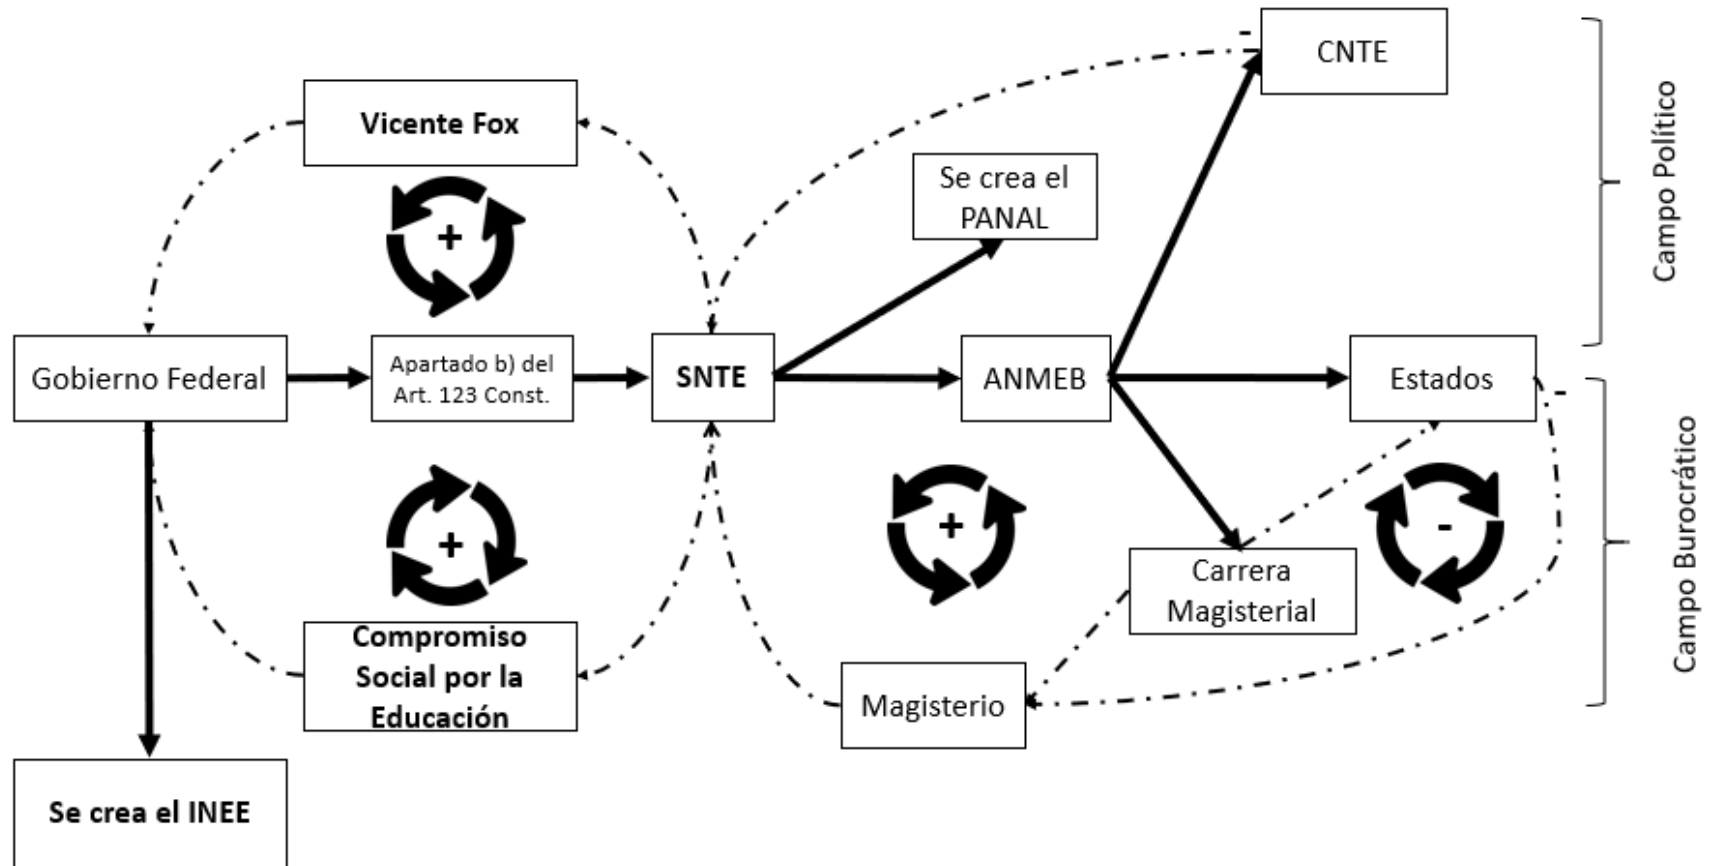 -
CNTE
Vicente Fox
Se crea el
PANAL
Campo Político
+
Gobierno Federal
Apartado b) del
Art. 123 Const.
SNTE
ANMEB
Estados
-
+
+
-
Carrera
Magisterial
Campo Burocrático
Compromiso
Social por la
Educación
Magisterio
Se crea el INEE